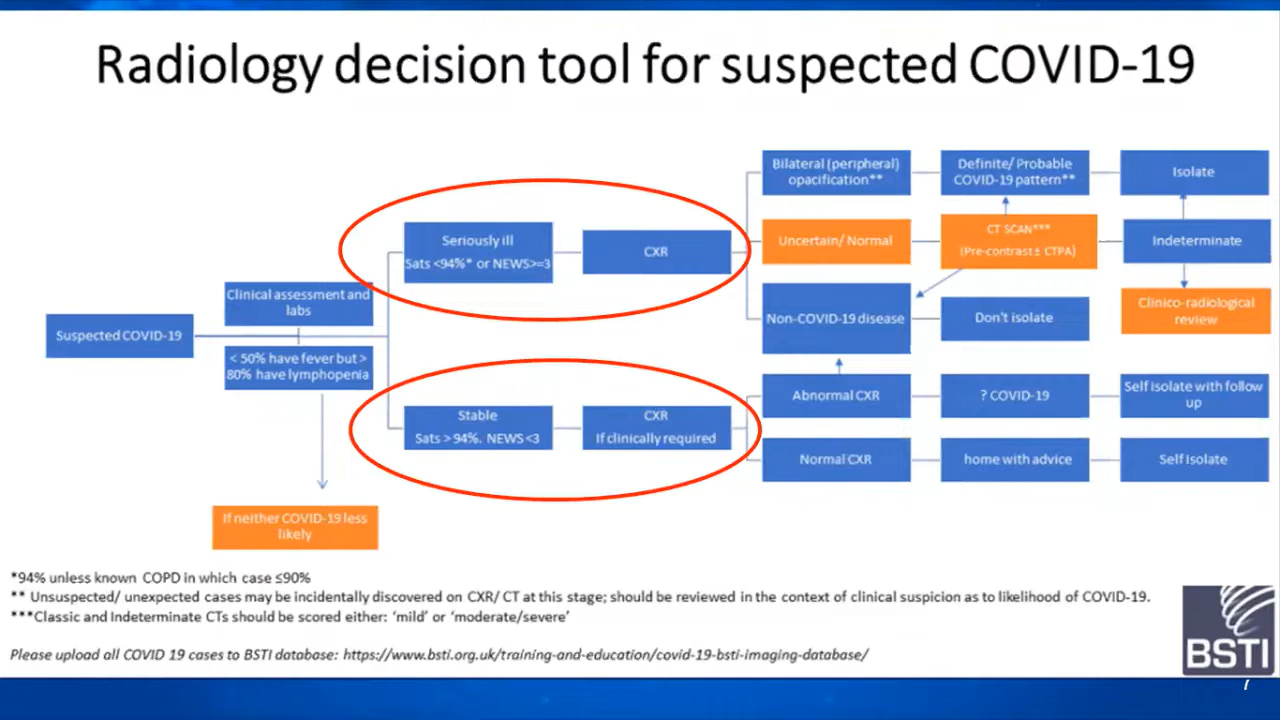 Radiology decision tool for suspected COVID-19
Suspected COVID-19
Clinical assessment and
labs
< 50% have fever but >
80% have lymphopenia
If neither COVID-19 less
likely
Seriously ill
Sats <94%* or NEWS>=3
CXR
Stable
Sats > 94%. NEWS <3
CXR
If clinically required
Bilateral (peripheral)
opacification**
Definite/ Probable
COVID-19 pattern**
Isolate
Uncertain/ Normal
CT SCAN***
(Pre-contrast ± CTPA)
Indeterminate
Non-COVID-19 disease
Don't isolate
Clinico-radiological
review
Abnormal CXR
? COVID-19
Self isolate with follow
up
Normal CXR
home with advice
Self Isolate
*94% unless known COPD in which case ≤90%
** Unsuspected/ unexpected cases may be incidentally discovered on CXR/ CT at this stage; should be reviewed in the context of clinical suspicion as to likelihood of COVID-19.
***Classic and Indeterminate CTs should be scored either: ‘mild’ or ‘moderate/severe’
Please upload all COVID 19 cases to BSTI database: https://www.bsti.org.uk/training-and-education/covid-19-bsti-imaging-database/
BSTI
7